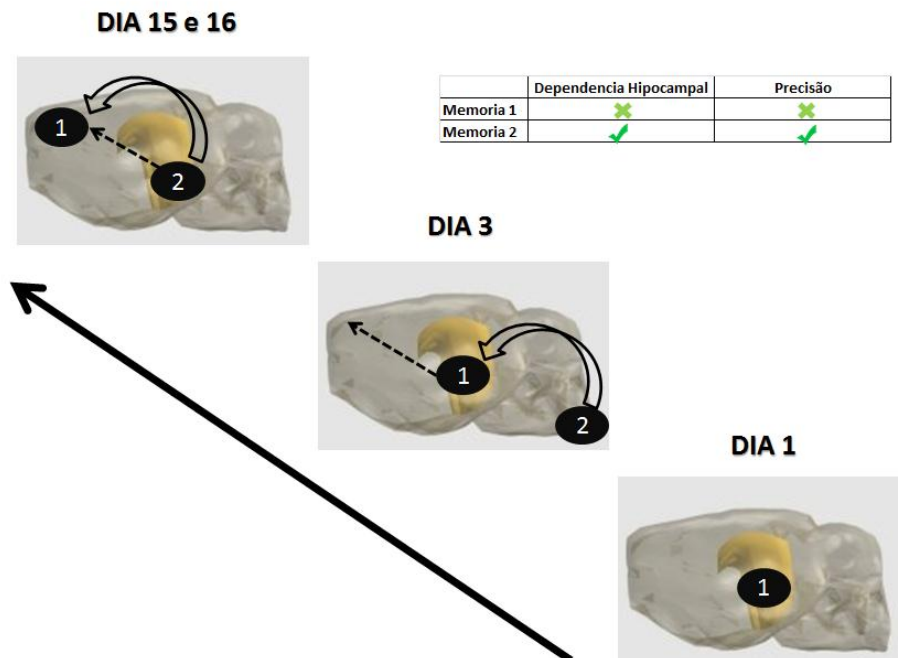 DIA 15 e 16
1
2
Dependencia Hipocampal Precisão
Memoria 1
Memoria 2
DIA 3
1
2
DIA 1
1